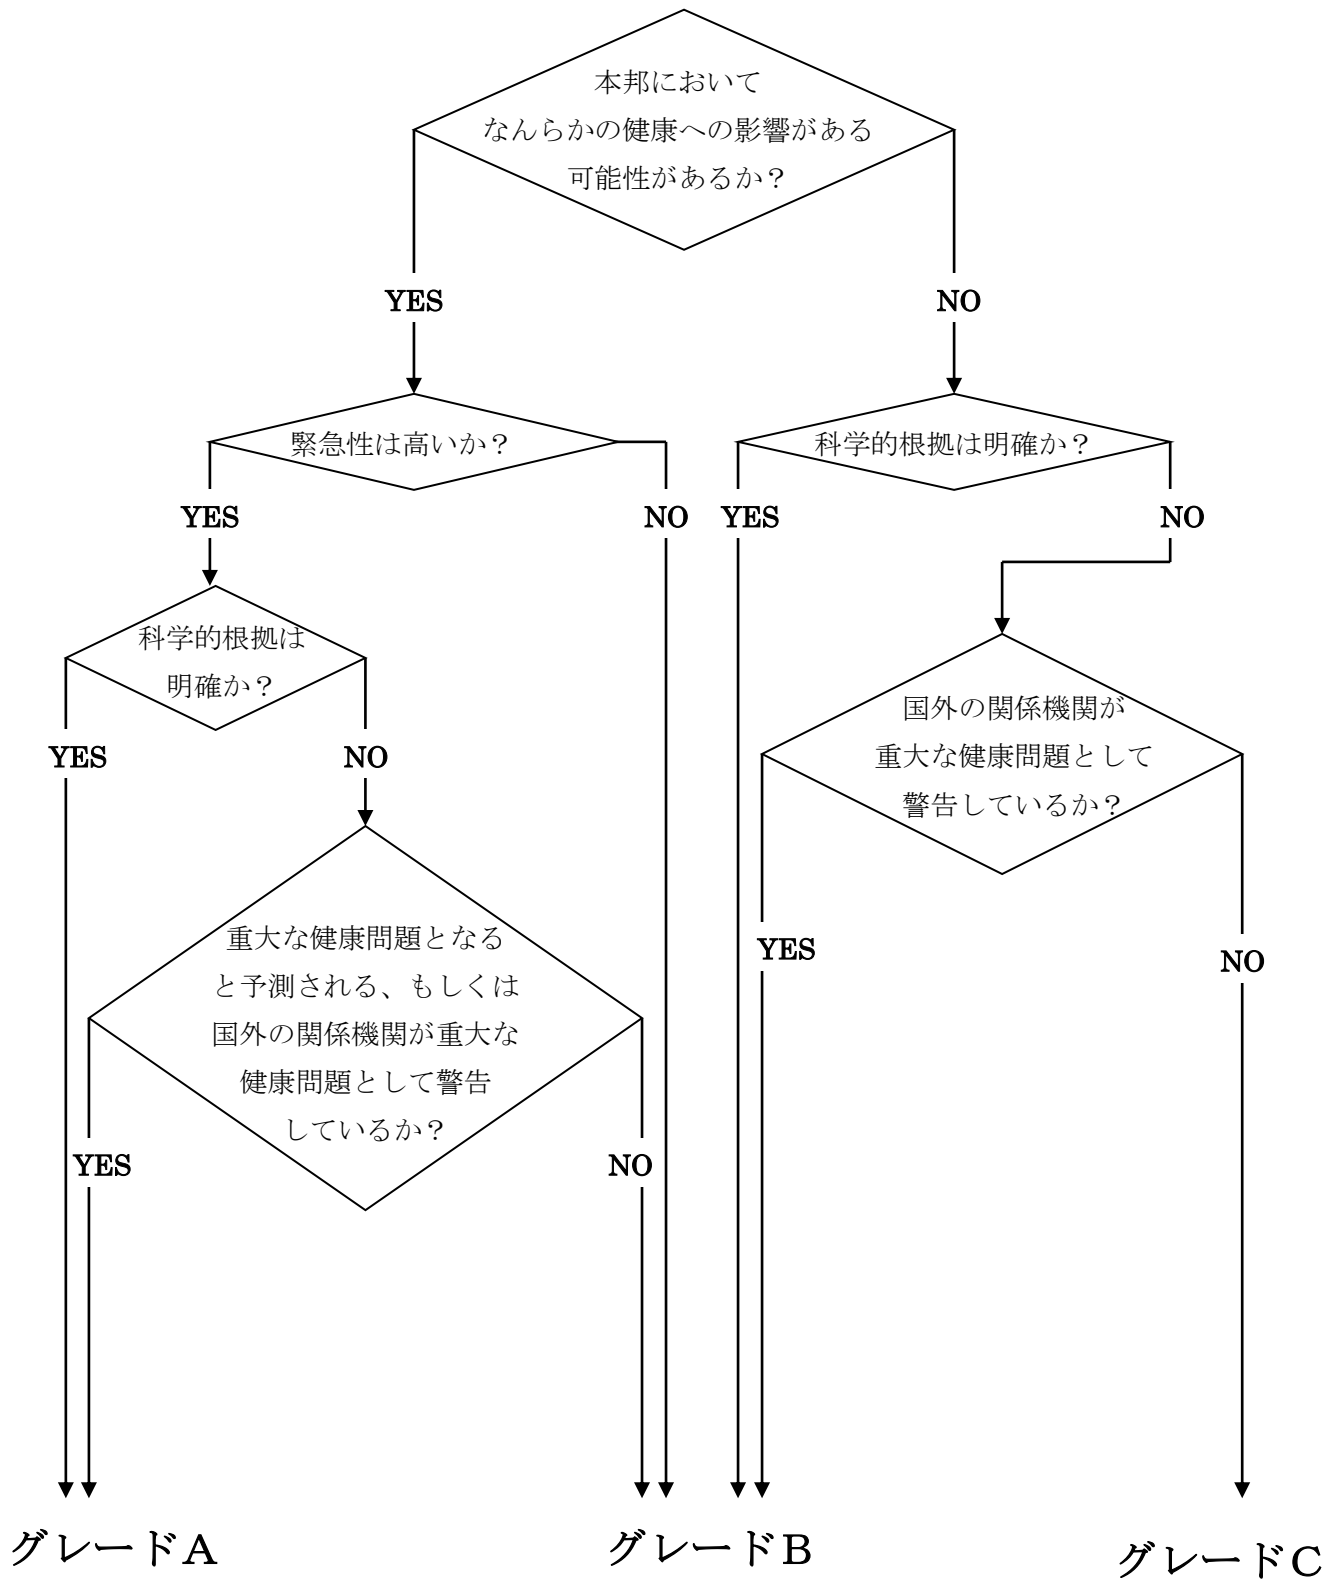 本邦において
なんらかの健康への影響がある
可能性があるか？
YES
NO
緊急性は高いか？
科学的根拠は明確か？
YES
NO
YES
NO
科学的根拠は
明確か？
YES
NO
国外の関係機関が
重大な健康問題として
警告しているか？
重大な健康問題となる
と予測される、もしくは
国外の関係機関が重大な
健康問題として警告
しているか？
YES
NO
YES
NO
グレードＡ
グレードＢ
グレードＣ